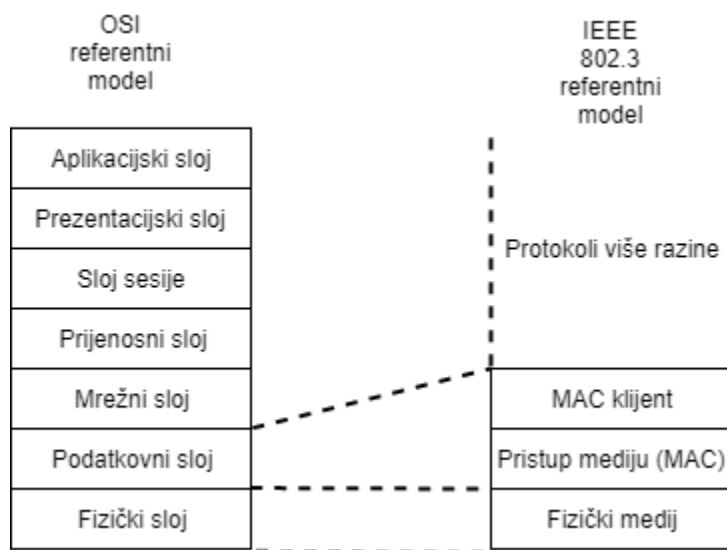 OSI
referentni
model
Aplikacijski sloj
Prezentacijski sloj
Sloj sesije
Prijenosni sloj
Mrežni sloj
Podatkovni sloj
Fizički sloj
IEEE
802.3
referentni
model
Protokoli više razine
MAC klijent
Pristup mediju (MAC)
Fizički medij